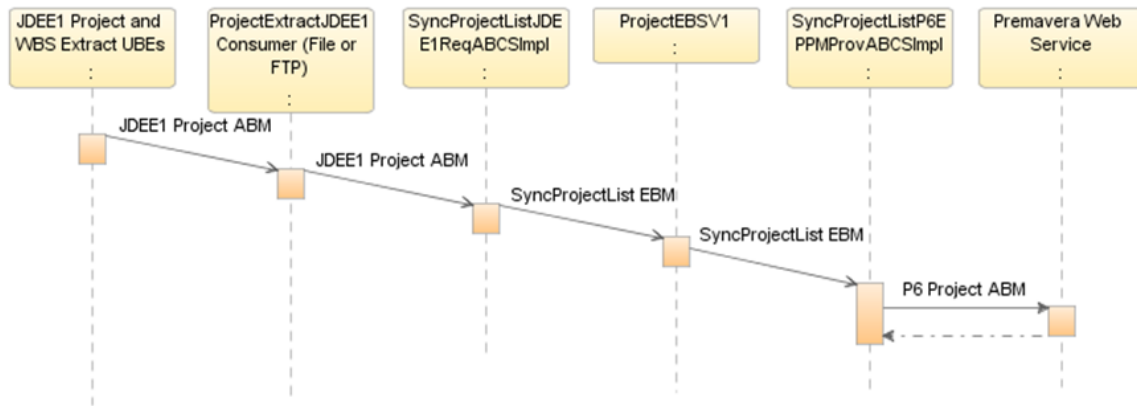 JDEE1 Project and
WBS Extract UBEs
:
ProjectExtractJDEE1
Consumer (File or
FTP)
:
SyncProjectListJDE
E1ReqABCSImpl
:
ProjectEBSV1
:
SyncProjectListP6E
PPMProvABCSImpl
:
Premavera Web
Service
:
JDEE1 Project ABM
JDEE1 Project ABM
SyncProjectList EBM
SyncProjectList EBM
P6 Project ABM